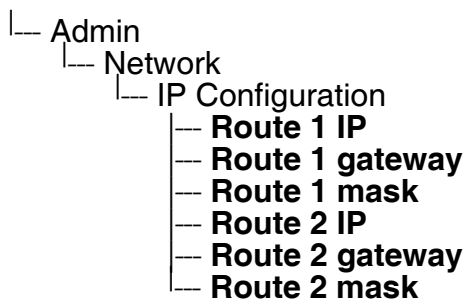 Admin
Network
IP Configuration
Route 1 IP
Route 1 gateway
Route 1 mask
Route 2 IP
Route 2 gateway
Route 2 mask